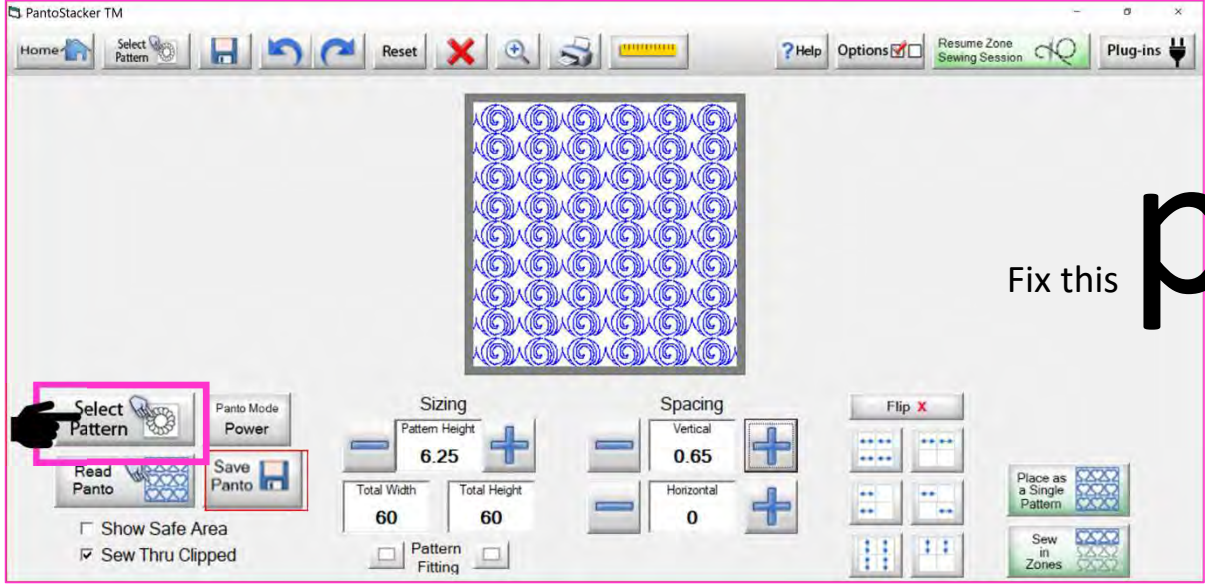 PantoStacker TM
Home
Select
Pattern
Reset
? Help
Options
Resume Zone
Sewing Session
Plug-ins
Fix this p
Select
Pattern
Panto Mode
Power
Read
Panto
Save
Panto
Show Safe Area
Sew Thru Clipped
Sizing
Pattern Height
6.25
Total Width
60
Total Height
60
Pattern
Fitting
Spacing
Vertical
0.65
Horizontal
0
Flip X
Place as
a Single
Pattern
Sew
in
Zones